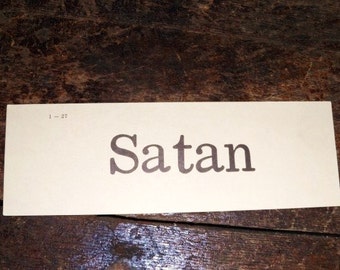 1 — 27
Satan